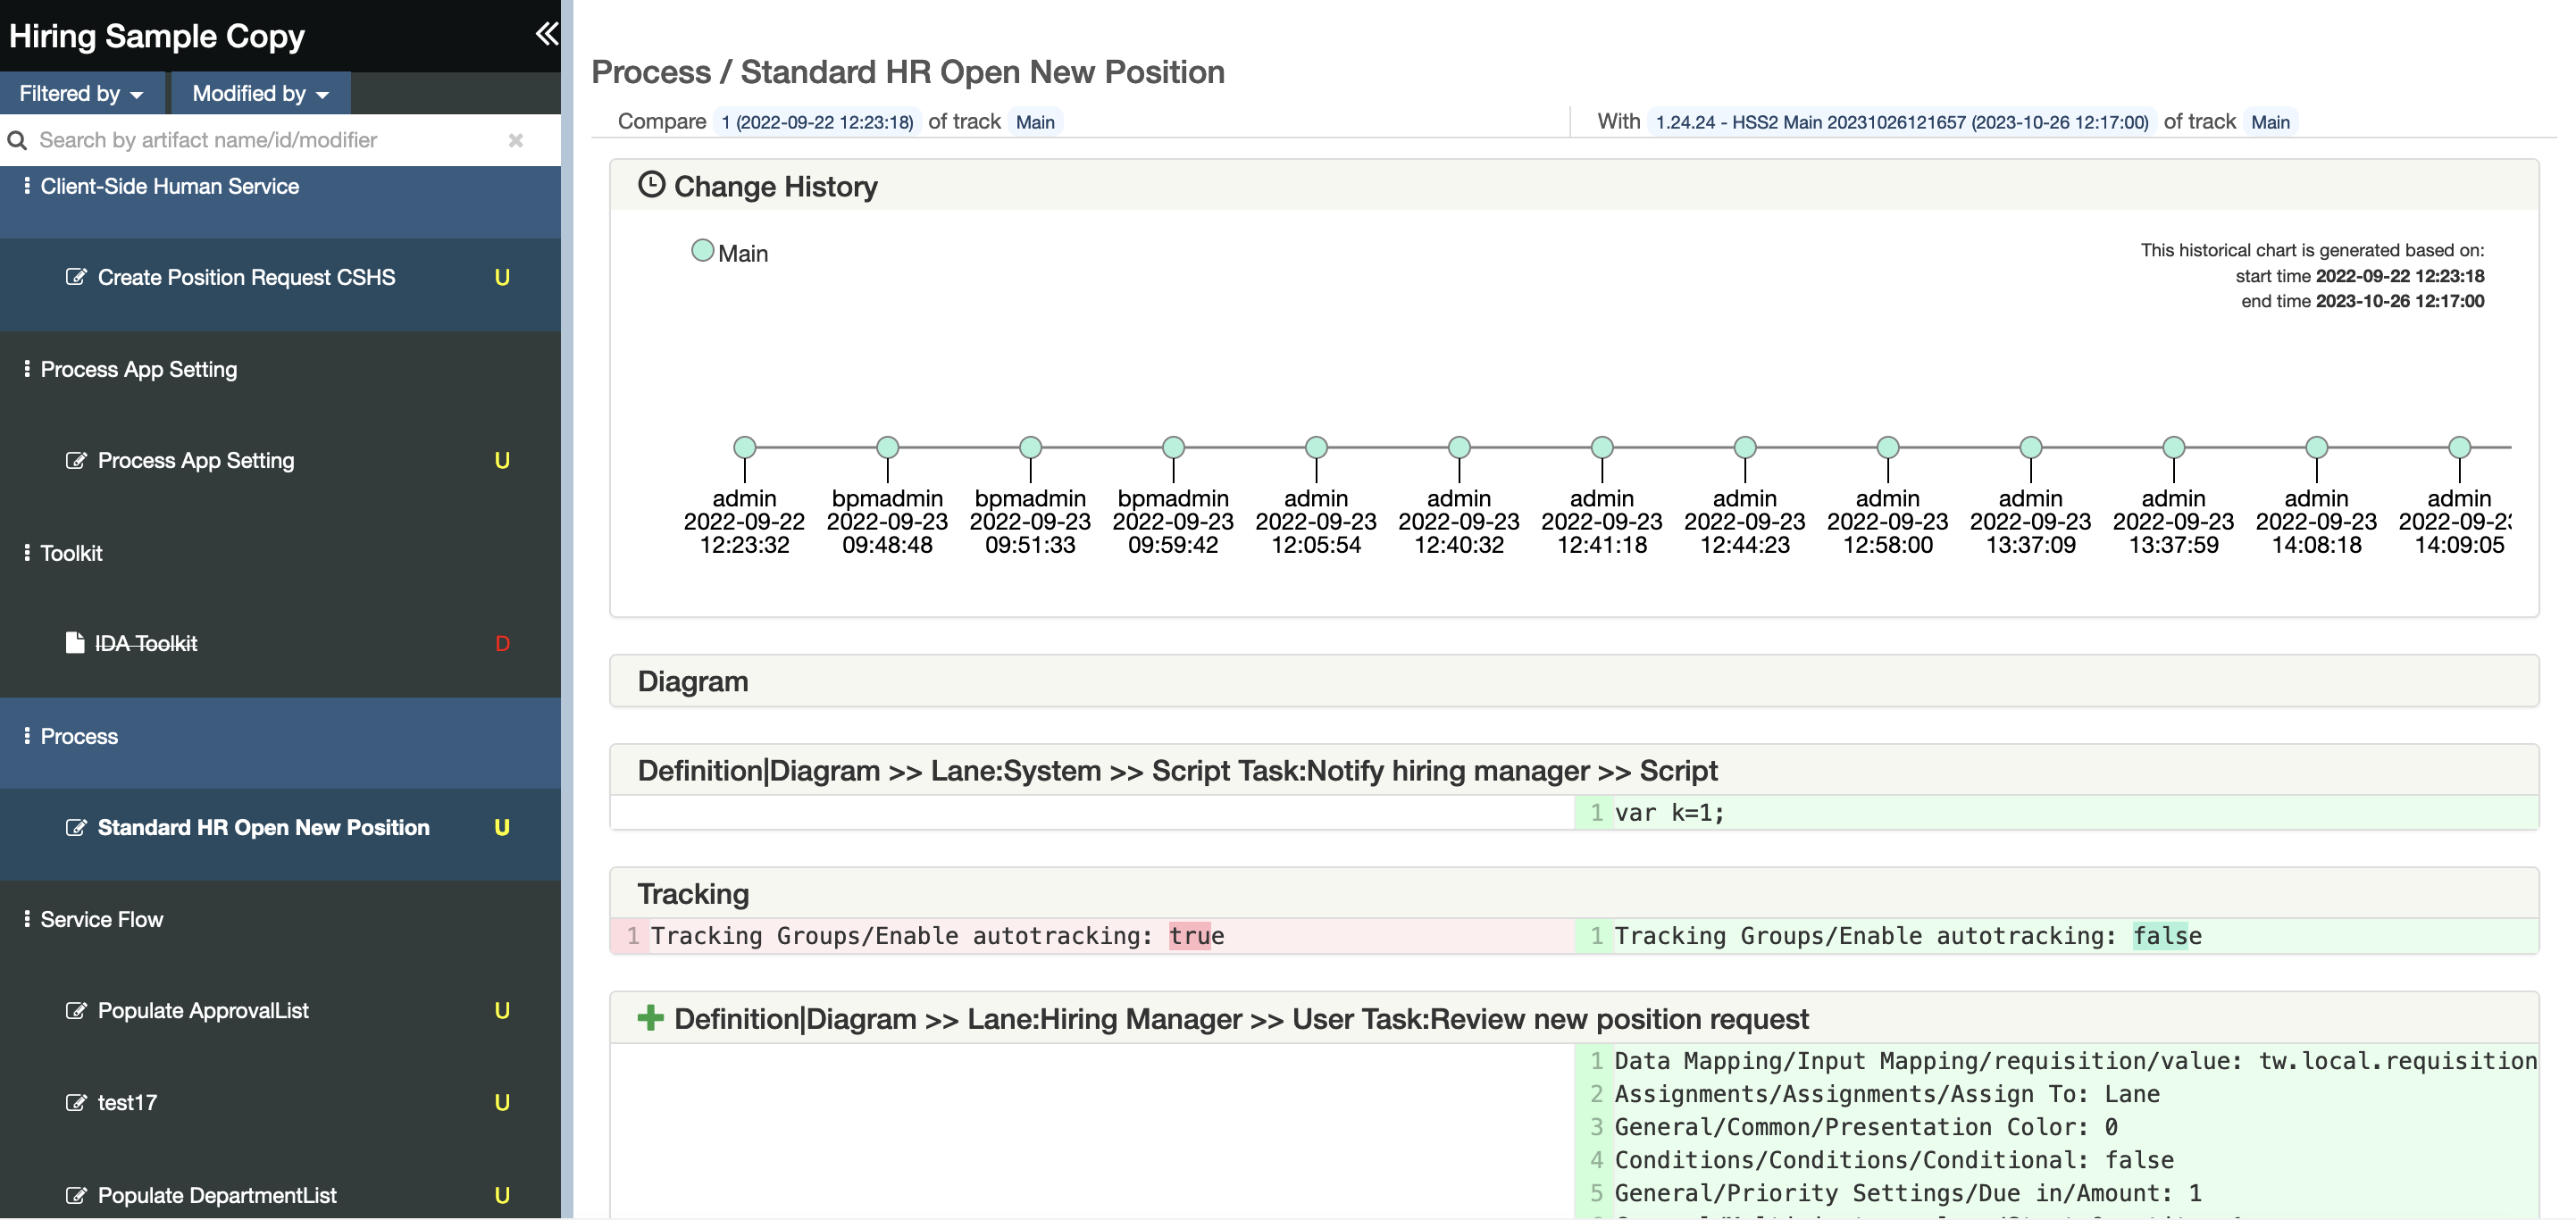 Hiring Sample Copy
Filtered by
Modified by
Search by artifact name/id/modifier
Client-Side Human Service
Create Position Request CSHS U
Process App Setting
Process App Setting U
Toolkit
IDA Toolkit D
Process
Standard HR Open New Position U
Service Flow
Populate ApprovalList U
test17 U
Populate DepartmentList U
Process / Standard HR Open New Position
Compare 1 (2022-09-22 12:23:18) of track Main
With 1.24.24 - HSS2 Main 20231026121657 (2023-10-26 12:17:00) of track Main
Change History
Main
This historical chart is generated based on:
start time 2022-09-22 12:23:18
end time 2023-10-26 12:17:00
admin bpmadmin bpmadmin bpmadmin admin admin admin admin admin admin admin admin admin
2022-09-22 2022-09-23 2022-09-23 2022-09-23 2022-09-23 2022-09-23 2022-09-23 2022-09-23 2022-09-23 2022-09-23 2022-09-23 2022-09-23 2022-09-2
12:23:32 09:48:48 09:51:33 09:59:42 12:05:54 12:40:32 12:41:18 12:44:23 12:58:00 13:37:09 13:37:59 14:08:18 14:09:05
Diagram
Definition|Diagram >> Lane:System >> Script Task:Notify hiring manager >> Script
1 var k=1;
Tracking
1 Tracking Groups/Enable autotracking: true
1 Tracking Groups/Enable autotracking: false
Definition|Diagram >> Lane:Hiring Manager >> User Task:Review new position request
1 Data Mapping/Input Mapping/requisition/value: tw.local.requisition
2 Assignments/Assignments/Assign To: Lane
3 General/Common/Presentation Color: 0
4 Conditions/Conditions/Conditional: false
5 General/Priority Settings/Due in/Amount: 1